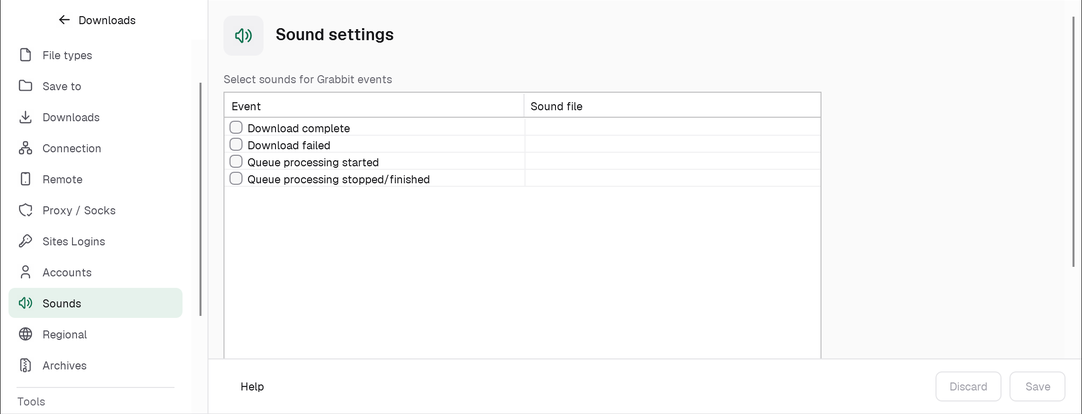 Downloads
File types
Save to
Downloads
Connection
Remote
Proxy / Socks
Sites Logins
Accounts
Sounds
Regional
Archives
Tools
Sound settings
Select sounds for Grabbit events
Event Sound file
Download complete
Download failed
Queue processing started
Queue processing stopped/finished
Help Discard Save